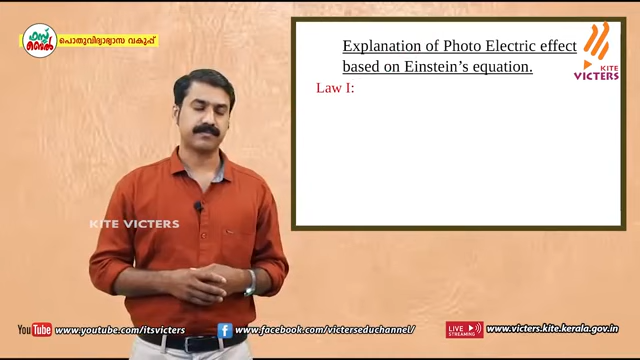 ഫസ്റ്റ്
ബെൽ
പൊതുവിദ്യാഭ്യാസ വകുപ്പ്
Explanation of Photo Electric effect
based on Einstein’s equation.
Law I:
KITE
VICTERS
KITE VICTERS
YouTube www.youtube.com/itsvicters
f www.facebook.com/victerseduchannel/
LIVE
STREAMING
www.victers.kite.kerala.gov.in